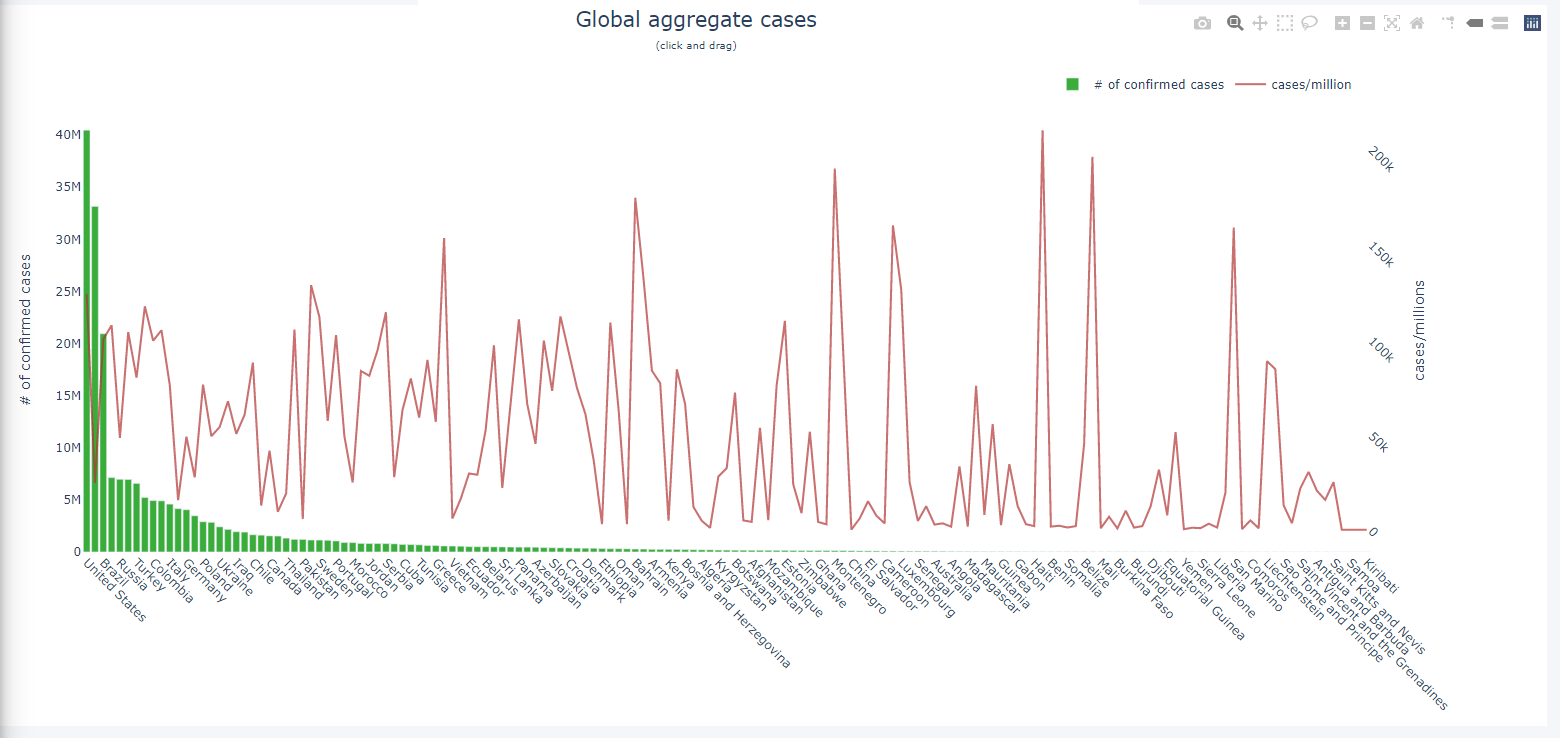 Global aggregate cases
(click and drag)
# of confirmed cases
cases/million
40M
35M
30M
25M
20M
15M
10M
5M
0
# of confirmed cases
200k
150k
100k
50k
0
cases/millions
United States
Brazil
Russia
Turkey
Colombia
Italy
Germany
Poland
Ukraine
Iraq
Chile
Canada
Thailand
Pakistan
Sweden
Portugal
Morocco
Jordan
Serbia
Cuba
Tunisia
Greece
Vietnam
Ecuador
Belarus
Sri Lanka
Panama
Azerbaijan
Slovakia
Croatia
Denmark
Ethiopia
Oman
Bahrain
Armenia
Kenya
Bosnia and Herzegovina
Algeria
Kyrgyzstan
Botswana
Afghanistan
Mozambique
Estonia
Zimbabwe
Ghana
Montenegro
China
El Salvador
Cameroon
Luxembourg
Senegal
Australia
Angola
Madagascar
Mauritania
Guinea
Gabon
Haiti
Benin
Somalia
Belize
Mali
Burkina Faso
Burundi
Djibouti
Equatorial Guinea
Yemen
Sierra Leone
Liberia
San Marino
Comoros
Liechtenstein
Sao Tome and Principe
Saint Vincent and the Grenadines
Antigua and Barbuda
Saint Kitts and Nevis
Samoa
Kiribati